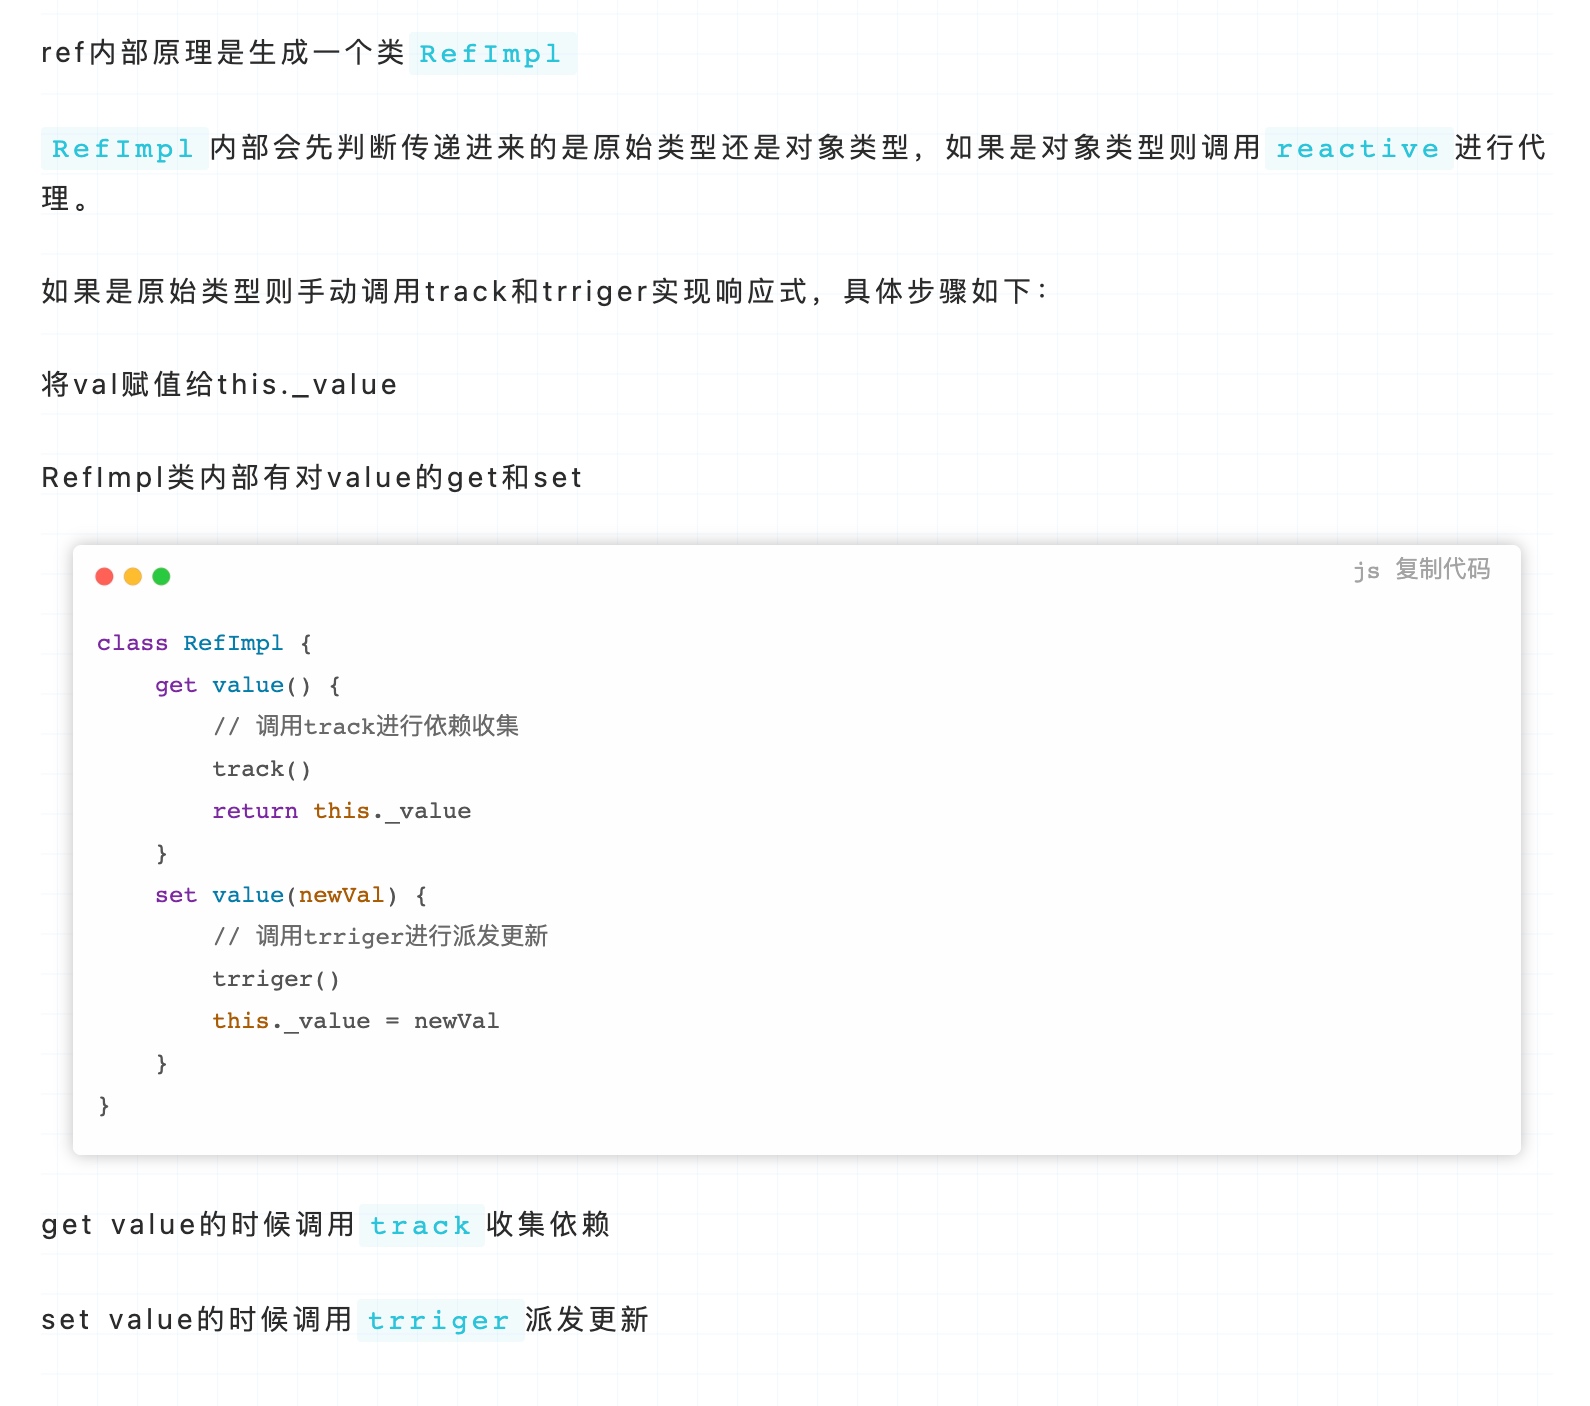 ref内部原理是生成一个类 RefImpl
RefImpl 内部会先判断传递进来的是原始类型还是对象类型，如果是对象类型则调用 reactive 进行代
理。
如果是原始类型则手动调用track和trriger实现响应式，具体步骤如下：
将val赋值给this._value
RefImpl类内部有对value的get和set
js 复制代码
class RefImpl {
    get value() {
        // 调用track进行依赖收集
        track()
        return this._value
    }
    set value(newVal) {
        // 调用trriger进行派发更新
        trriger()
        this._value = newVal
    }
}
get value的时候调用 track 收集依赖
set value的时候调用 trriger 派发更新